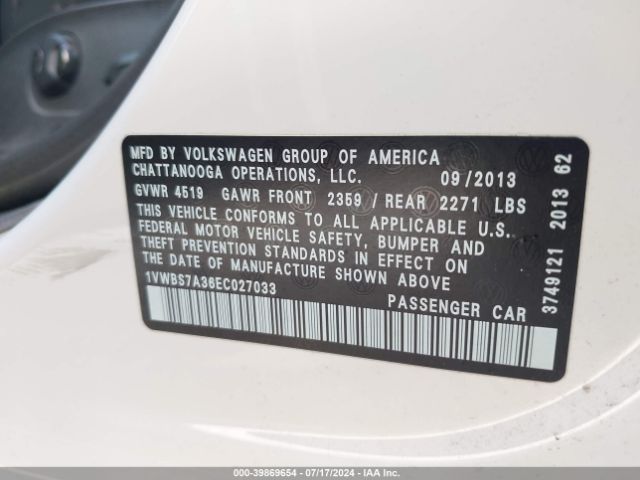 MFD BY VOLKSWAGEN GROUP OF AMERICA
CHATTANOOGA OPERATIONS, LLC. 09/2013
GVWR 4519 GAWR FRONT 2359 / REAR 2271 LBS
THIS VEHICLE CONFORMS TO ALL APPLICABLE U.S.
FEDERAL MOTOR VEHICLE SAFETY, BUMPER AND
THEFT PREVENTION STANDARDS IN EFFECT ON
THE DATE OF MANUFACTURE SHOWN ABOVE
1VWBS7A36EC027033
PASSENGER CAR
3749121 2013 62
000-39869654 - 07/17/2024 - IAA Inc.